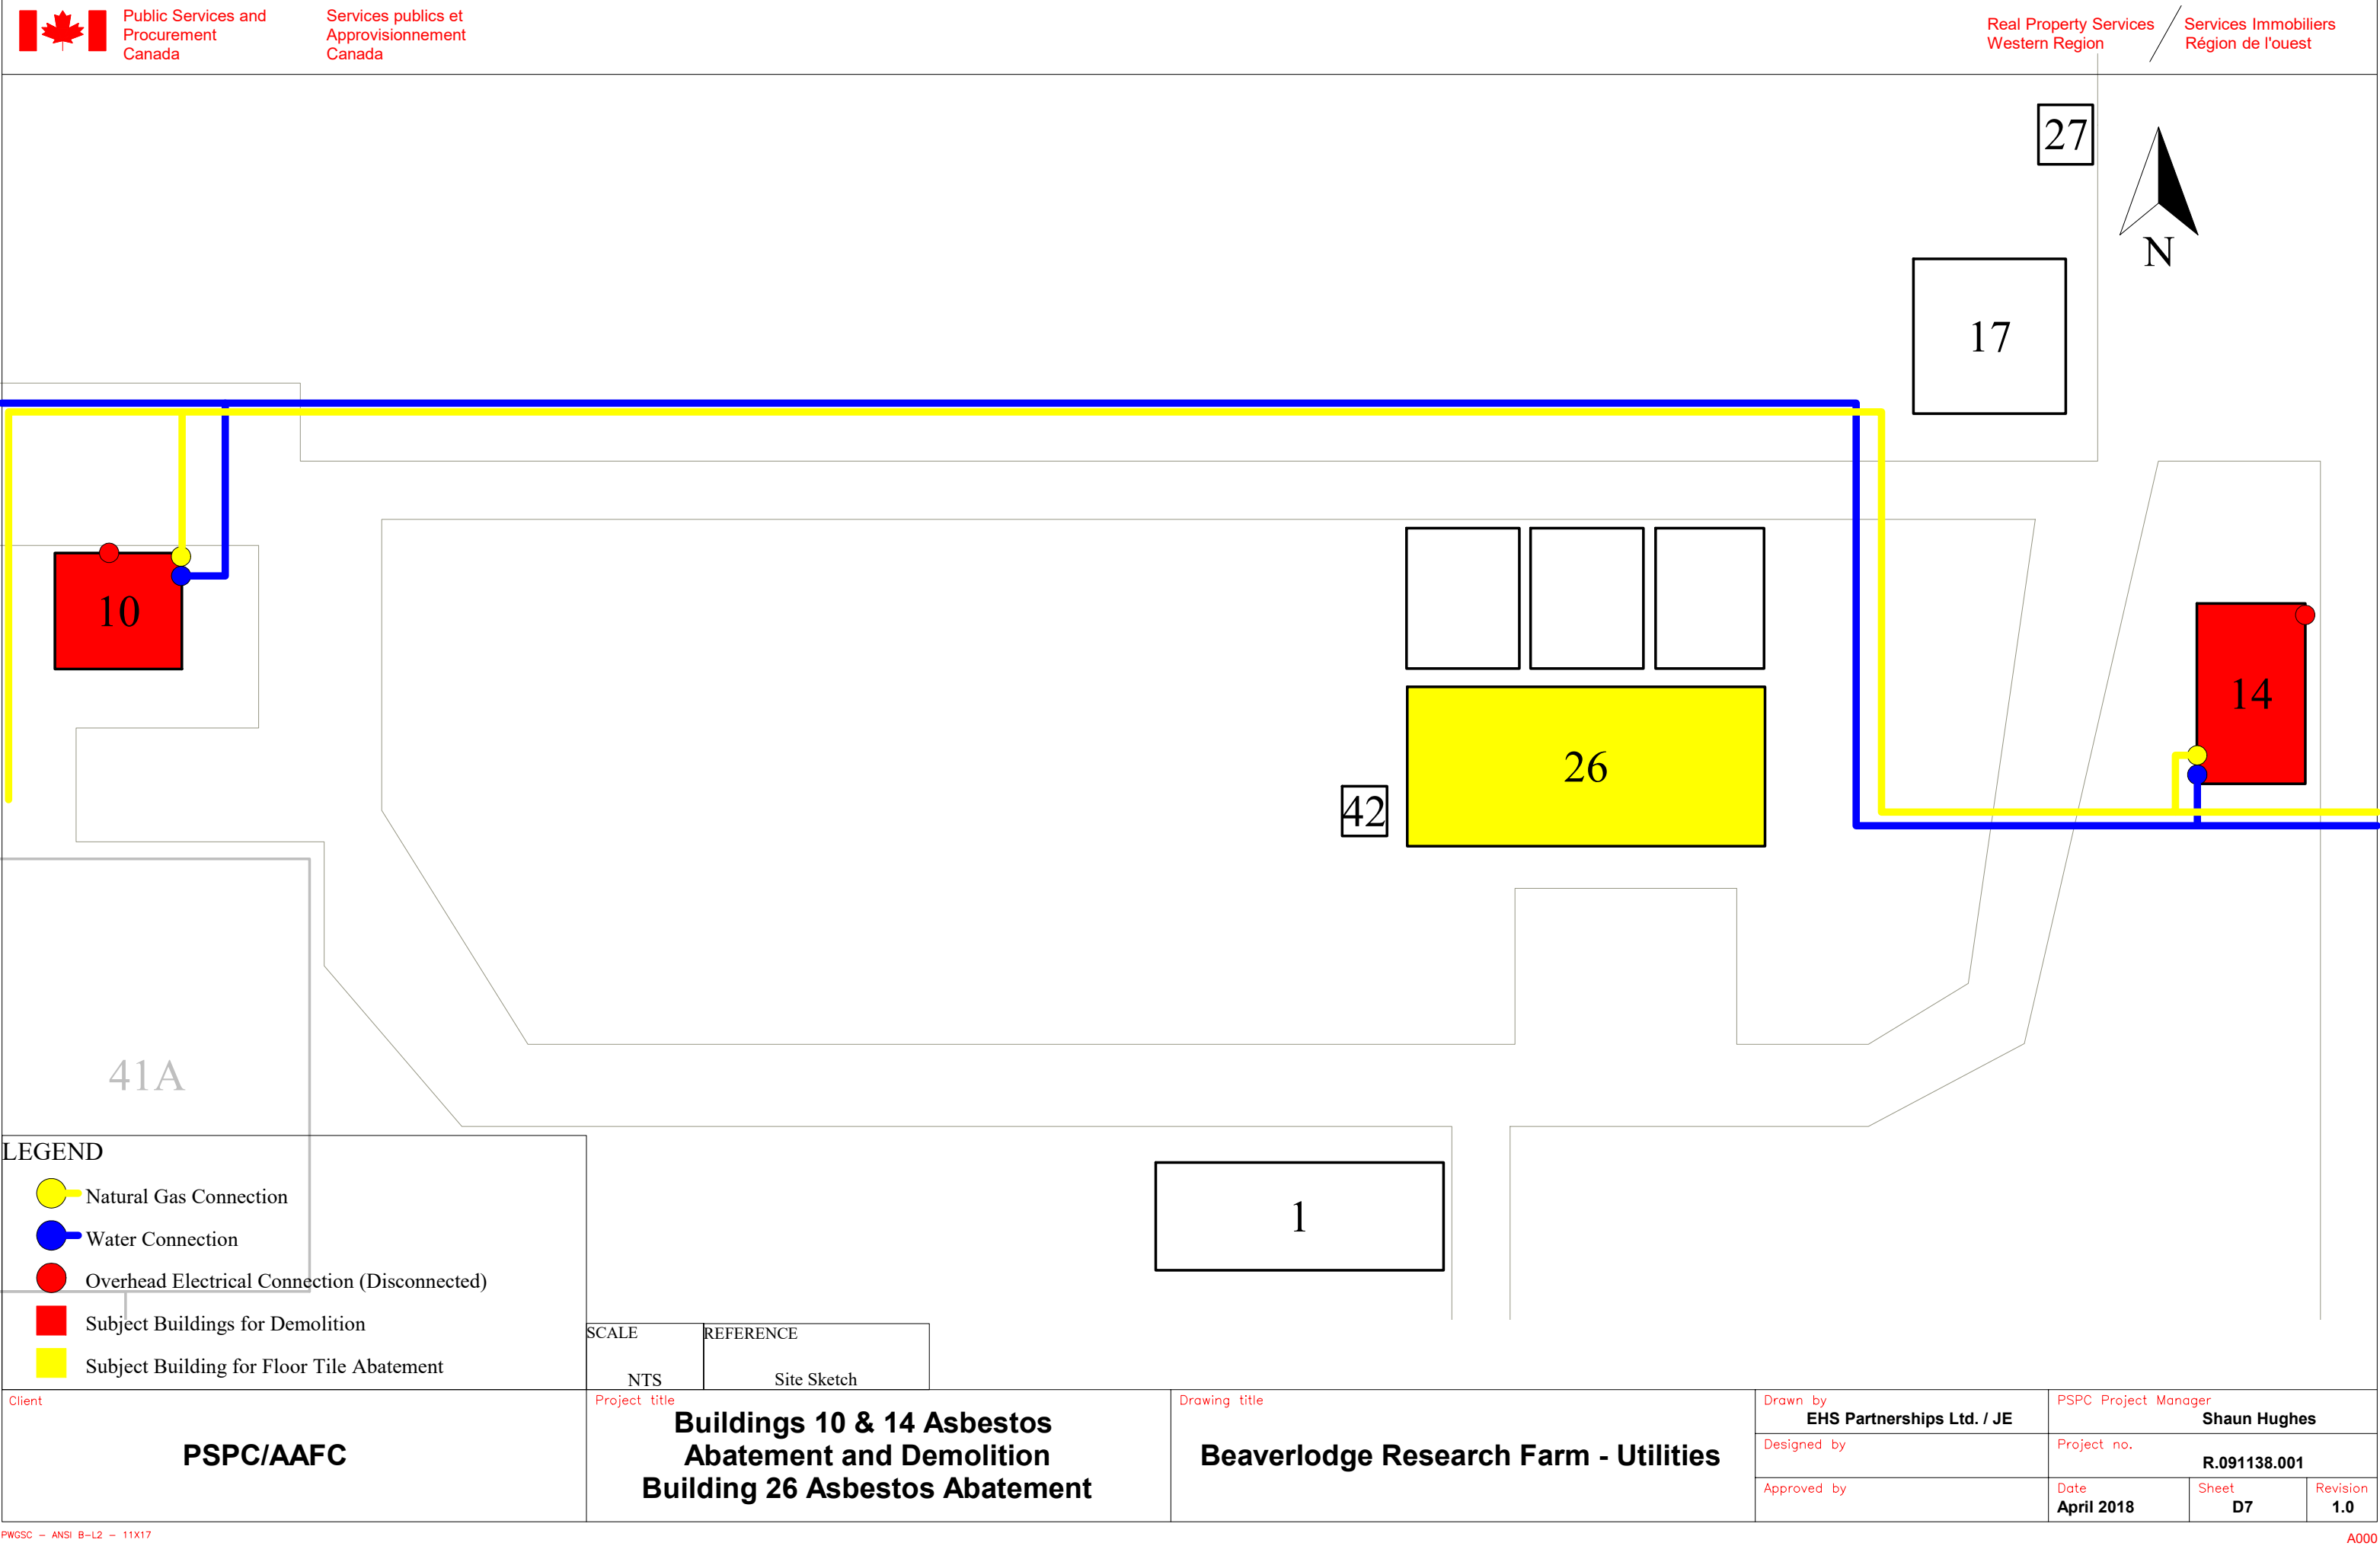 Public Services and
Procurement
Canada
Services publics et
Approvisionnement
Canada
Real Property Services
Western Region
Services Immobiliers
Région de l'ouest
27
N
17
10
14
26
42
41A
1
LEGEND
Natural Gas Connection
Water Connection
Overhead Electrical Connection (Disconnected)
Subject Buildings for Demolition
Subject Building for Floor Tile Abatement
SCALE
NTS
REFERENCE
Site Sketch
Client
PSPC/AAFC
Project title
Buildings 10 & 14 Asbestos
Abatement and Demolition
Building 26 Asbestos Abatement
Drawing title
Beaverlodge Research Farm - Utilities
Drawn by
EHS Partnerships Ltd. / JE
Designed by
Approved by
PSPC Project Manager
Shaun Hughes
Project no.
R.091138.001
Date
April 2018
Sheet
D7
Revision
1.0
PWGSC - ANSI B-L2 - 11X17
A000